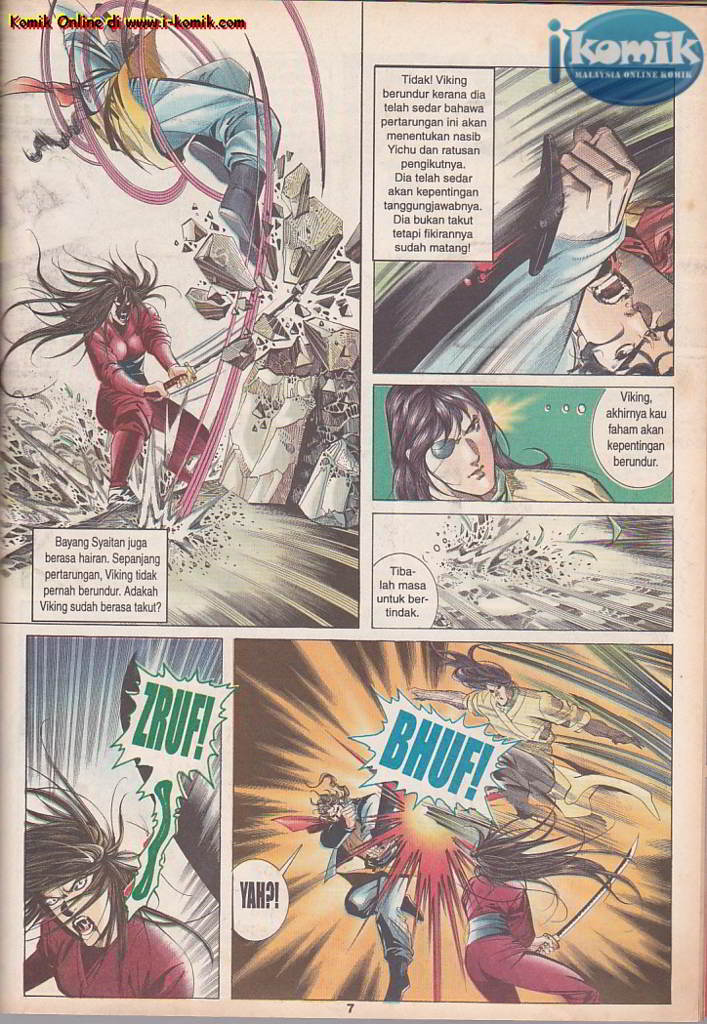 Komik Online di www.i-komik.com
ikomik
MALAYSIA ONLINE KOMIK
Tidak! Viking
berundur kerana dia
telah sedar bahawa
pertarungan ini akan
menentukan nasib
Yichu dan ratusan
pengikutnya.
Dia telah sedar
akan kepentingan
tanggungjawabnya.
Dia bukan takut
tetapi fikirannya
sudah matang!
Bayang Syaitan juga
berasa hairan. Sepanjang
pertarungan, Viking tidak
pernah berundur. Adakah
Viking sudah berasa takut?
Viking,
akhirnya kau
faham akan
kepentingan
berundur.
Tiba-
lah masa
untuk ber-
tindak.
ZRUF!
BHUF!
YAH?!
7